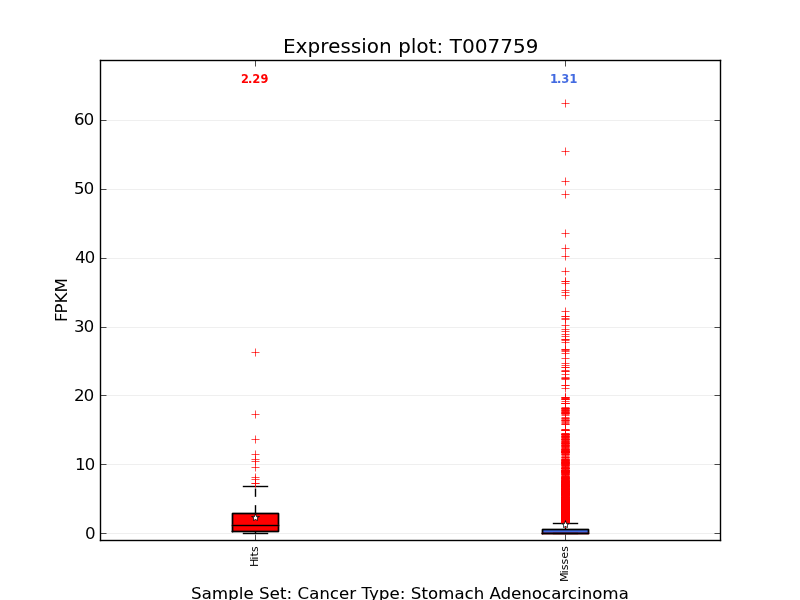 Expression plot: T007759
2.29
1.31
60
50
40
30
20
10
0
FPKM
Hits
Misses
Sample Set: Cancer Type: Stomach Adenocarcinoma